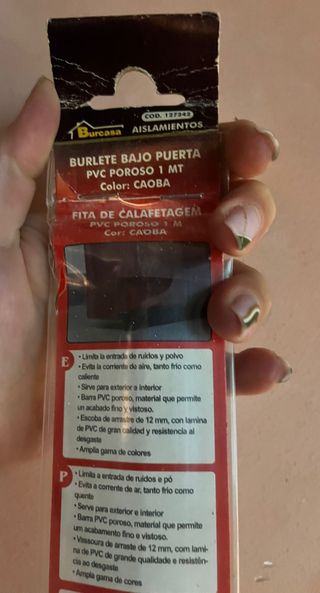 COD. 127242
Burcasa
AISLAMIENTOS
BURLETE BAJO PUERTA
PVC POROSO 1 MT
Color: CAOBA
FITA DE CALAFETAGEM
PVC POROSO 1 M
Cor: CAOBA
E
• Limita la entrada de ruidos y polvo
• Evita la corriente de aire, tanto frío como
caliente
• Sirve para exterior e interior
• Barra PVC poroso, material que permite
un acabado fino y vistoso.
• Escoba de arrastre de 12 mm, con lamina
de PVC de gran calidad y resistencia al
desgaste
• Amplia gama de colores
P
• Limita a entrada de ruidos e pó
• Evita a corrente de ar, tanto frio como
quente
• Serve para exterior e interior
• Barra PVC poroso, material que permite
um acabamento fino e vistoso.
• Vassoura de arraste de 12 mm, com lami-
na de PVC de grande qualidade e resistên-
cia ao desgaste
• Ampla gama de cores